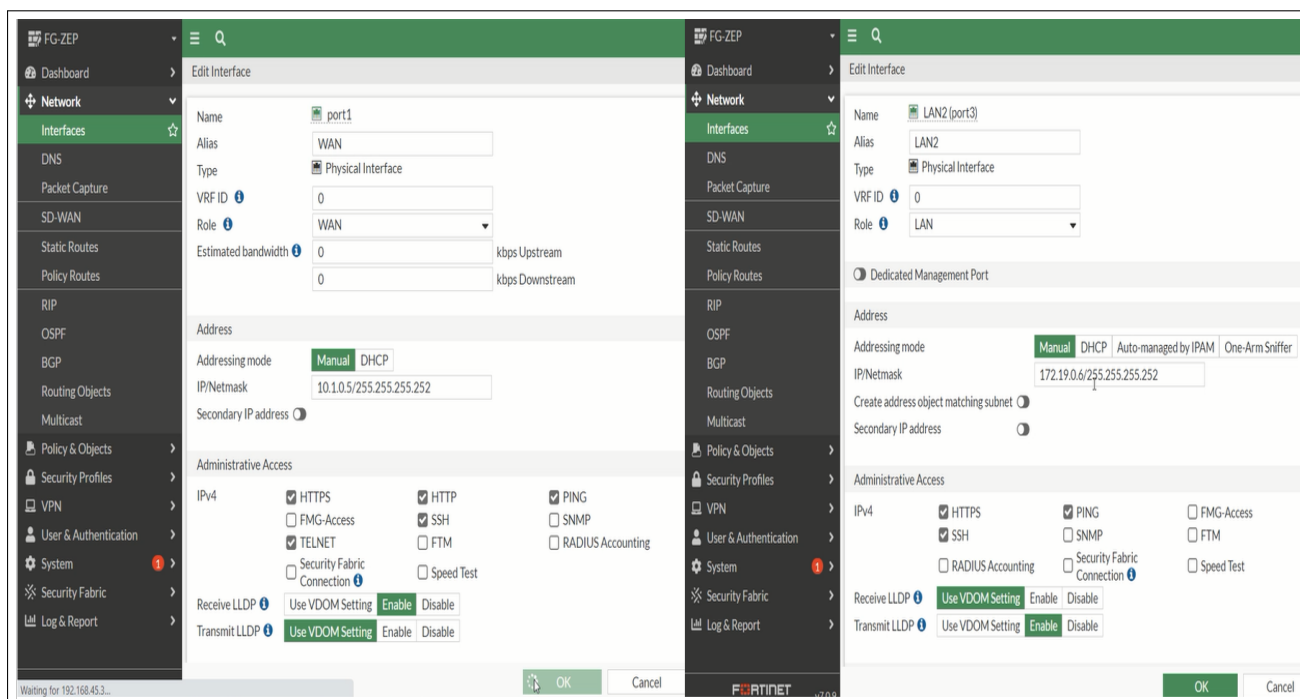 FG-ZEP
Dashboard
Network
Interfaces
DNS
Packet Capture
SD-WAN
Static Routes
Policy Routes
RIP
OSPF
BGP
Routing Objects
Multicast
Policy & Objects
Security Profiles
VPN
User & Authentication
System 1
Security Fabric
Log & Report
Waiting for 192.168.45.3...
Edit Interface
Name port1
Alias WAN
Type Physical Interface
VRF ID 0
Role WAN
Estimated bandwidth 0 kbps Upstream
0 kbps Downstream
Address
Addressing mode Manual DHCP
IP/Netmask 10.1.0.5/255.255.255.252
Secondary IP address
Administrative Access
IPv4 HTTPS HTTP PING
FMG-Access SSH SNMP
TELNET FTM RADIUS Accounting
Security Fabric
Connection Speed Test
Receive LLDP Use VDOM Setting Enable Disable
Transmit LLDP Use VDOM Setting Enable Disable
OK Cancel
FG-ZEP
Dashboard
Network
Interfaces
DNS
Packet Capture
SD-WAN
Static Routes
Policy Routes
RIP
OSPF
BGP
Routing Objects
Multicast
Policy & Objects
Security Profiles
VPN
User & Authentication
System 1
Security Fabric
Log & Report
FORTINET v7.0.9
Edit Interface
Name LAN2 (port3)
Alias LAN2
Type Physical Interface
VRF ID 0
Role LAN
Dedicated Management Port
Address
Addressing mode Manual DHCP Auto-managed by IPAM One-Arm Sniffer
IP/Netmask 172.19.0.6/255.255.255.252
Create address object matching subnet
Secondary IP address
Administrative Access
IPv4 HTTPS PING FMG-Access
SSH SNMP FTM
RADIUS Accounting Security Fabric
Connection Speed Test
Receive LLDP Use VDOM Setting Enable Disable
Transmit LLDP Use VDOM Setting Enable Disable
OK Cancel